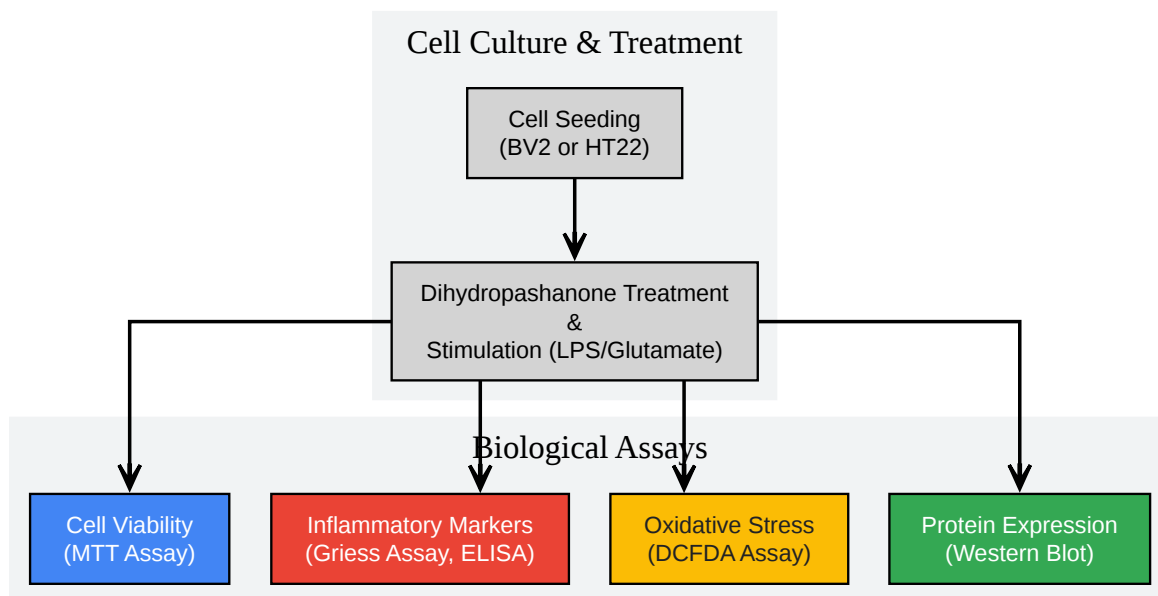 Cell Culture & Treatment
Cell Seeding
(BV2 or HT22)
Dihydropashanone Treatment
&
Stimulation (LPS/Glutamate)
Biological Assays
Cell Viability
(MTT Assay)
Inflammatory Markers
(Griess Assay, ELISA)
Oxidative Stress
(DCFDA Assay)
Protein Expression
(Western Blot)